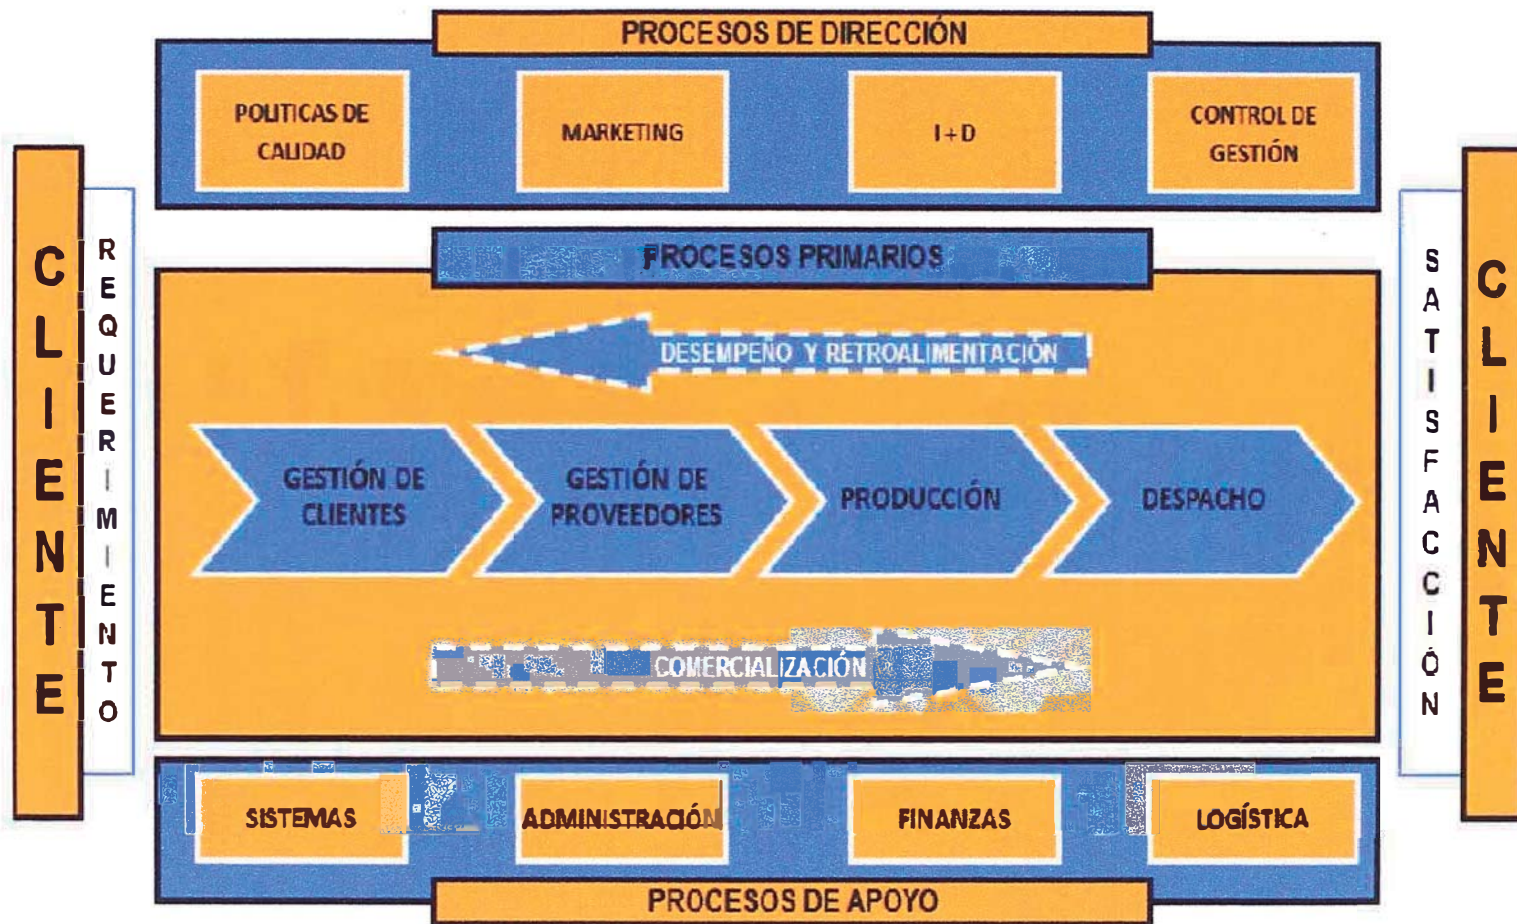 PROCESOS DE DIRECCIÓN
POLITICAS DE
CALIDAD
MARKETING
I + D
CONTROL DE
GESTIÓN
CLIENTE
REQUERIMIENTO
PROCESOS PRIMARIOS
DESEMPEÑO Y RETROALIMENTACIÓN
GESTIÓN DE
CLIENTES
GESTIÓN DE
PROVEEDORES
PRODUCCIÓN
DESPACHO
COMERCIALIZACIÓN
SATISFACCIÓN
CLIENTE
SISTEMAS
ADMINISTRACIÓN
FINANZAS
LOGÍSTICA
PROCESOS DE APOYO